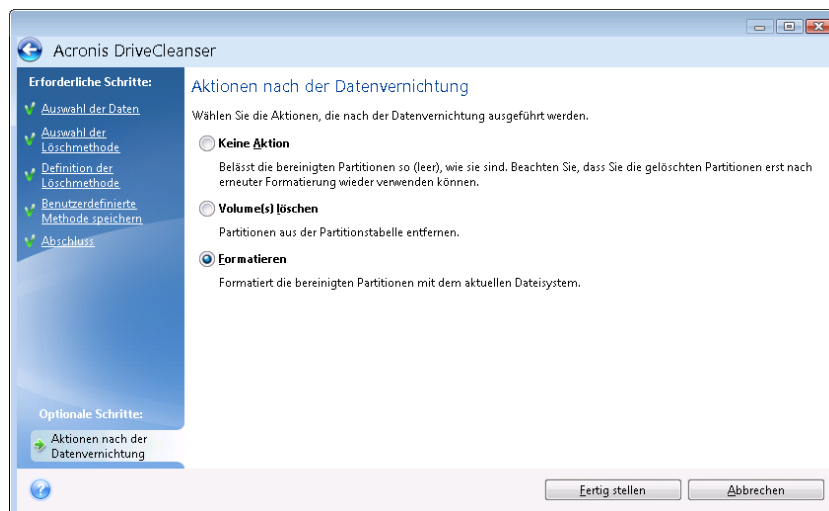 Acronis DriveCleanser
Erforderliche Schritte:
Auswahl der Daten
Auswahl der
Löschmethode
Definition der
Löschmethode
Benutzerdefinierte
Methode speichern
Abschluss
Optionale Schritte:
Aktionen nach der
Datenvernichtung
Aktionen nach der Datenvernichtung
Wählen Sie die Aktionen, die nach der Datenvernichtung ausgeführt werden.
Keine Aktion
Belässt die bereinigten Partitionen so (leer), wie sie sind. Beachten Sie, dass Sie die gelöschten Partitionen erst nach
erneuter Formatierung wieder verwenden können.
Volume(s) löschen
Partitionen aus der Partitionstabelle entfernen.
Formatieren
Formatiert die bereinigten Partitionen mit dem aktuellen Dateisystem.
Fertig stellen
Abbrechen